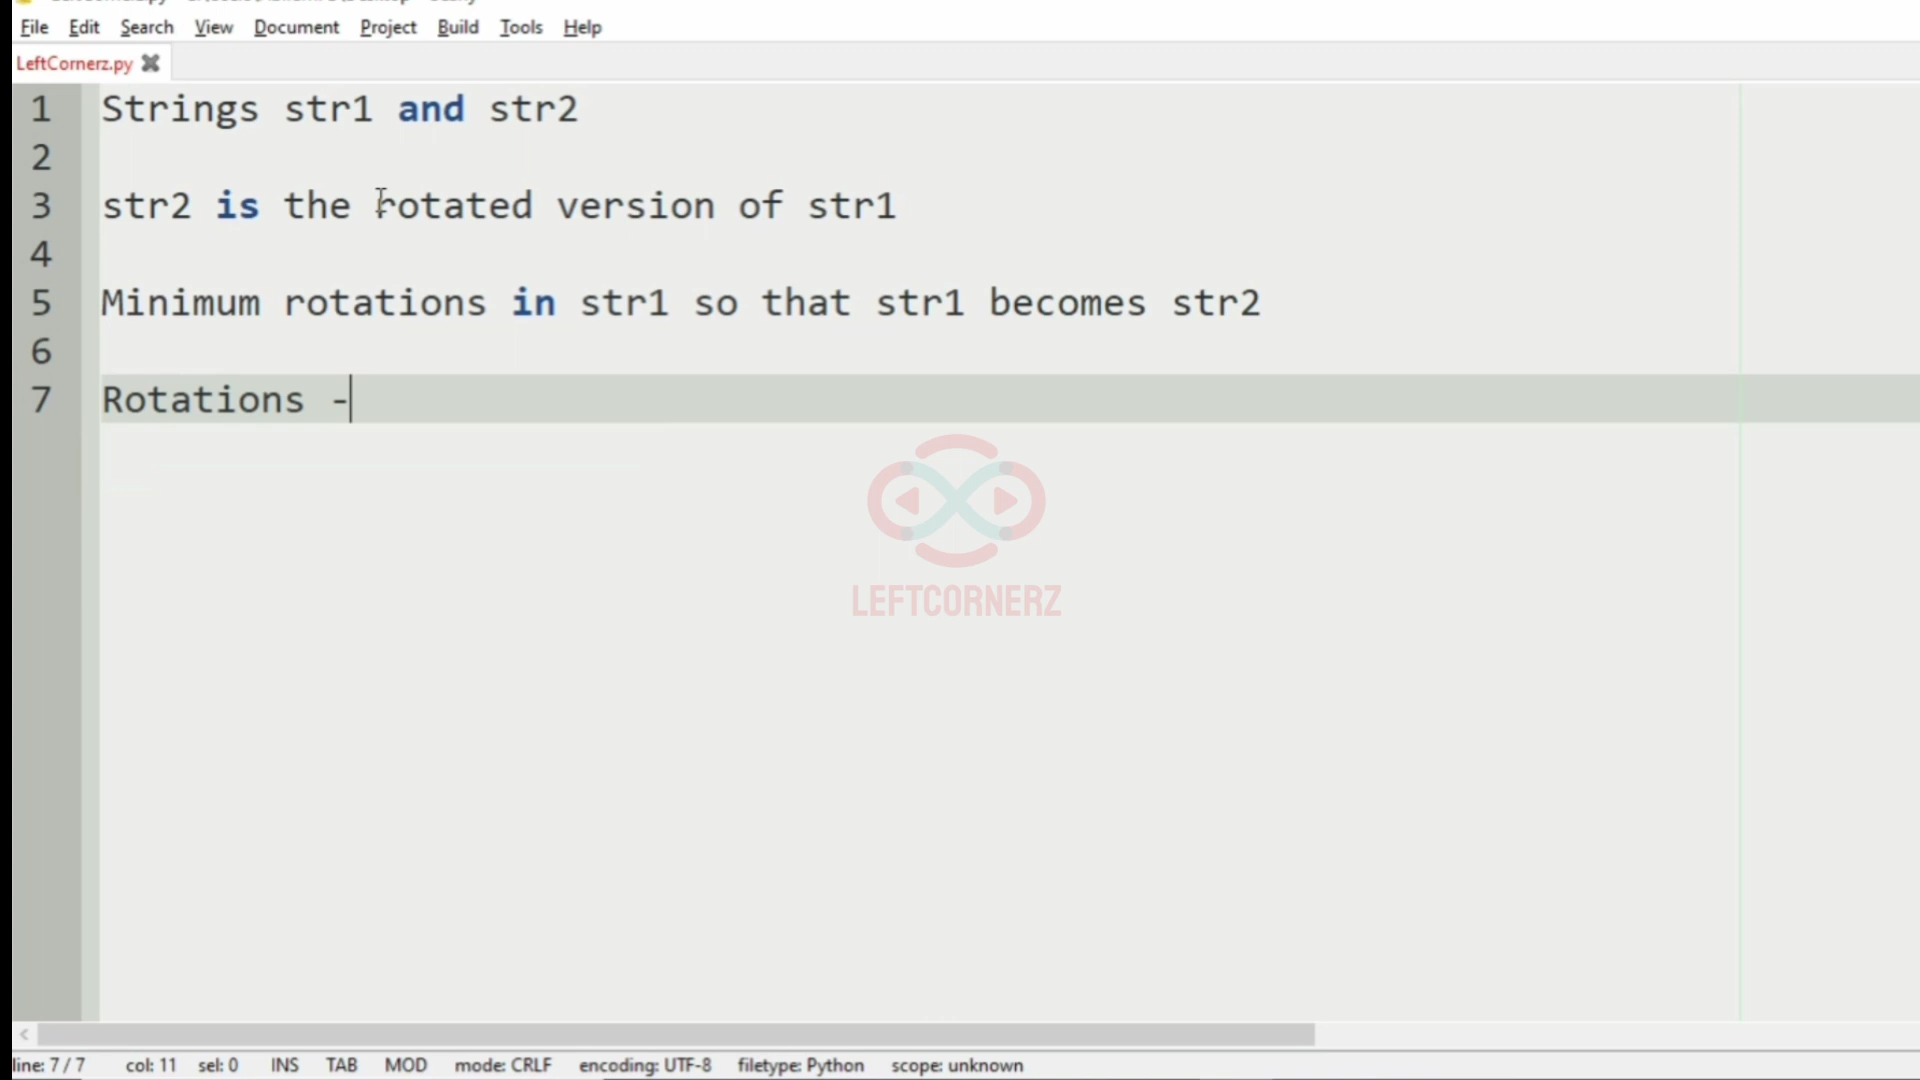 File Edit Search View Document Project Build Tools Help
LeftCornerz.py
1 Strings str1 and str2
2
3 str2 is the rotated version of str1
4
5 Minimum rotations in str1 so that str1 becomes str2
6
7 Rotations -
LEFTCORNERZ
line: 7 / 7 col: 11 sel: 0 INS TAB MOD mode: CRLF encoding: UTF-8 filetype: Python scope: unknown